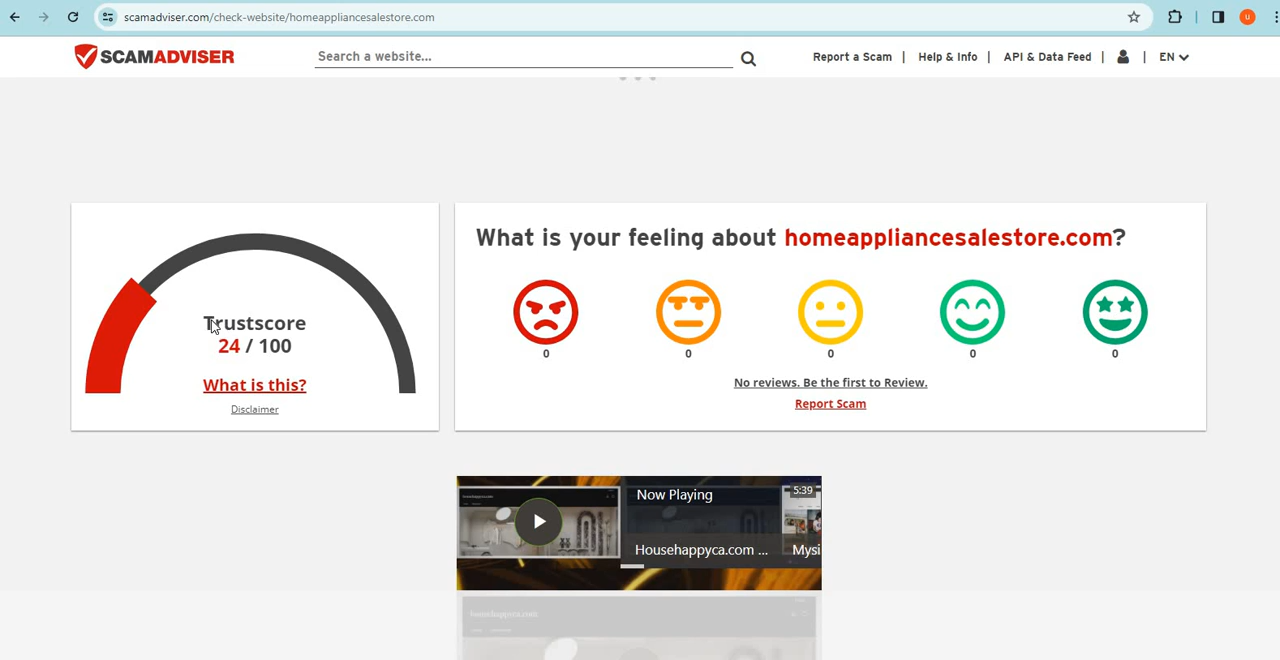 scamadviser.com/check-website/homeappliancesalestore.com
u
SCAMADVISER
Search a website...
Report a Scam | Help & Info | API & Data Feed | | EN
What is your feeling about homeappliancesalestore.com?
Trustscore
24 / 100
What is this?
Disclaimer
0 0 0 0 0
No reviews. Be the first to Review.
Report Scam
Now Playing
5:39
Househappyca.com ...
Mysi